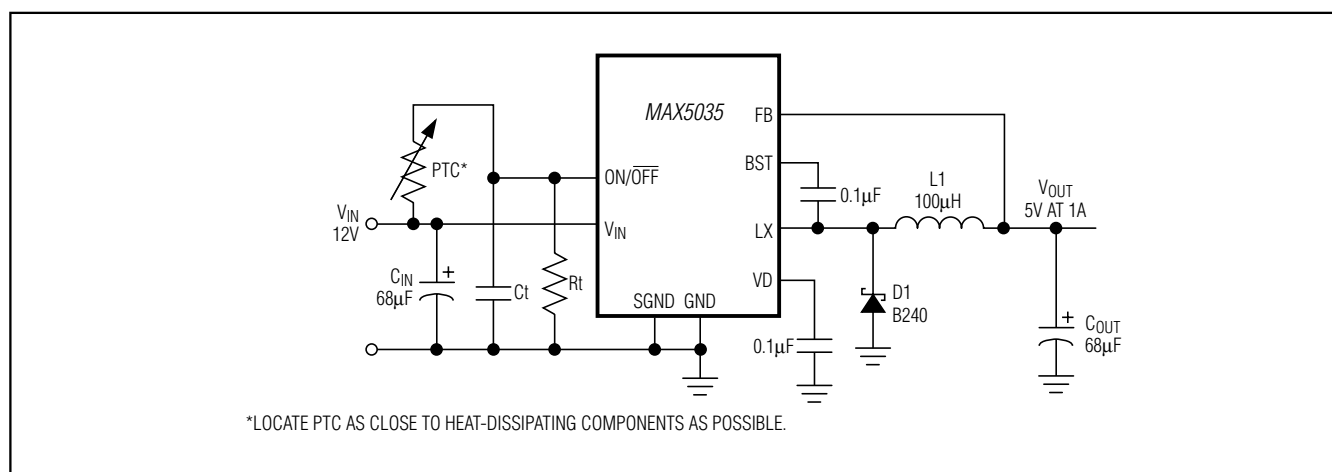 MAX5035
FB
BST
PTC*
ON/OFF
0.1µF
L1
100µH
VOUT
5V AT 1A
VIN
12V
VIN
LX
CIN
68µF
+
Ct
Rt
VD
SGND
GND
D1
B240
0.1µF
+
COUT
68µF
*LOCATE PTC AS CLOSE TO HEAT-DISSIPATING COMPONENTS AS POSSIBLE.